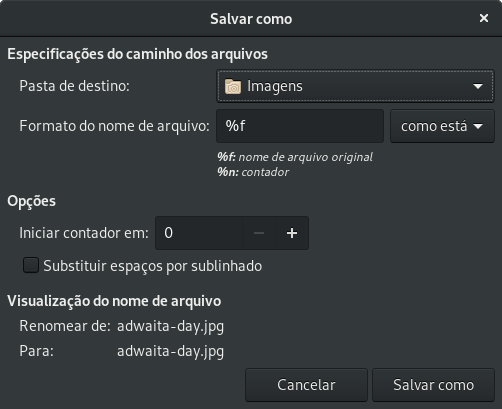 Salvar como
Especificações do caminho dos arquivos
Pasta de destino: Imagens
Formato do nome de arquivo: %f como está
%f: nome de arquivo original
%n: contador
Opções
Iniciar contador em: 0
Substituir espaços por sublinhado
Visualização do nome de arquivo
Renomear de: adwaita-day.jpg
Para: adwaita-day.jpg
Cancelar Salvar como